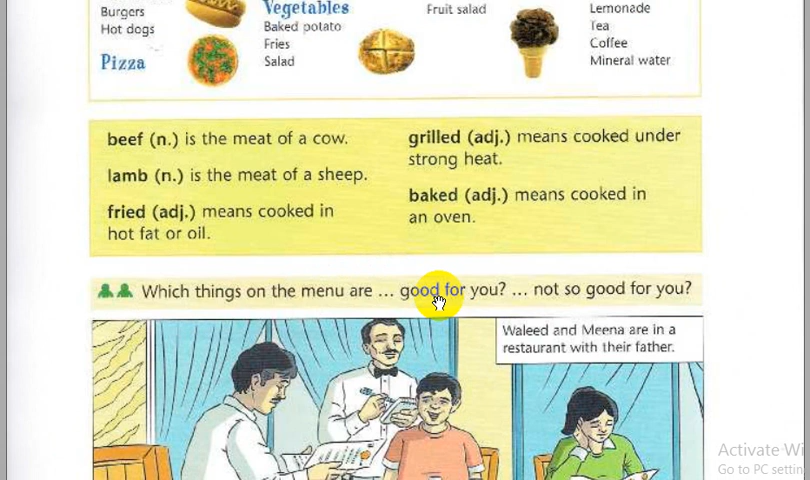 Burgers
Hot dogs
Pizza
Vegetables
Baked potato
Fries
Salad
Fruit salad
Lemonade
Tea
Coffee
Mineral water
beef (n.) is the meat of a cow.
lamb (n.) is the meat of a sheep.
fried (adj.) means cooked in
hot fat or oil.
grilled (adj.) means cooked under
strong heat.
baked (adj.) means cooked in
an oven.
Which things on the menu are ... good for you? ... not so good for you?
Waleed and Meena are in a
restaurant with their father.
Activate Wi
Go to PC settin